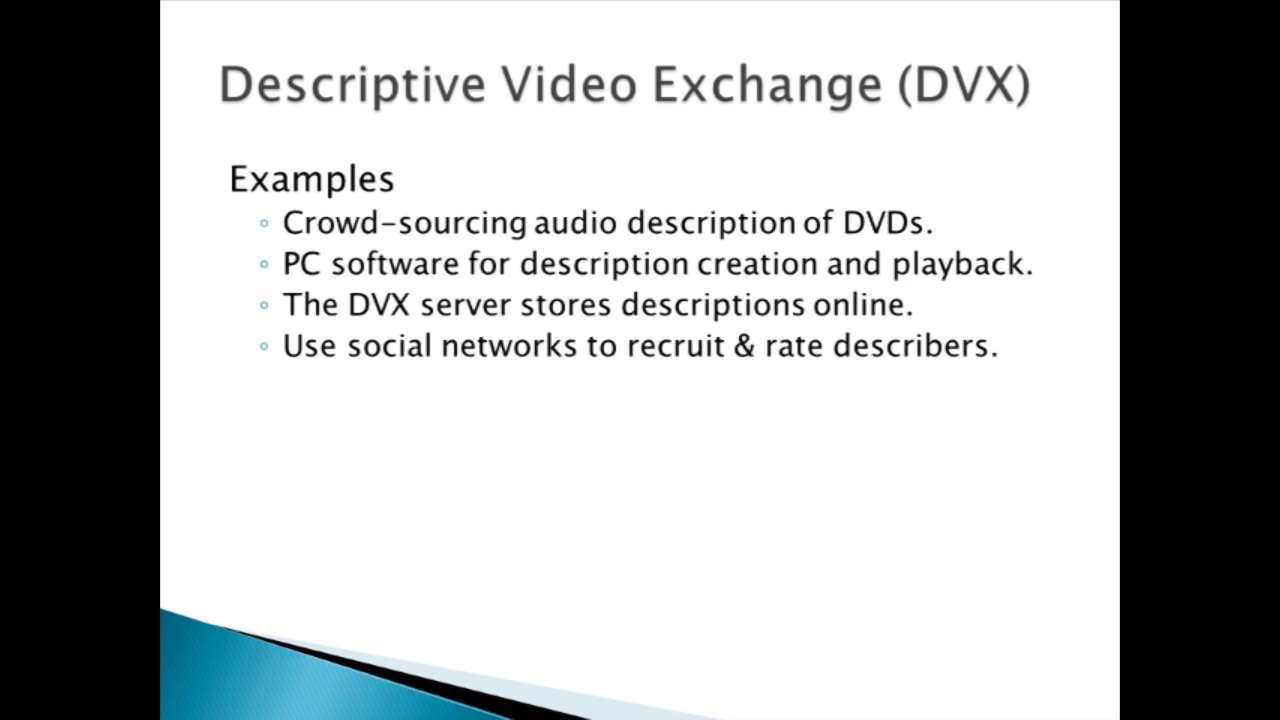 Descriptive Video Exchange (DVX)
Examples
Crowd-sourcing audio description of DVDs.
PC software for description creation and playback.
The DVX server stores descriptions online.
Use social networks to recruit & rate describers.